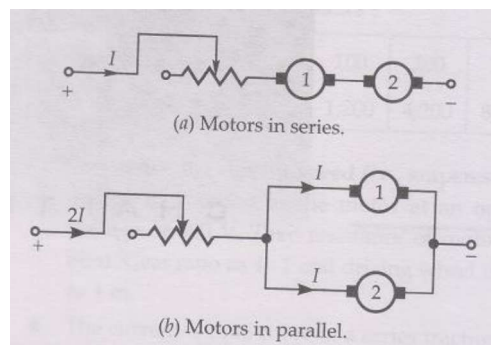 I
+
1
2
−
(a) Motors in series.
2I
+
I
1
I
2
−
(b) Motors in parallel.